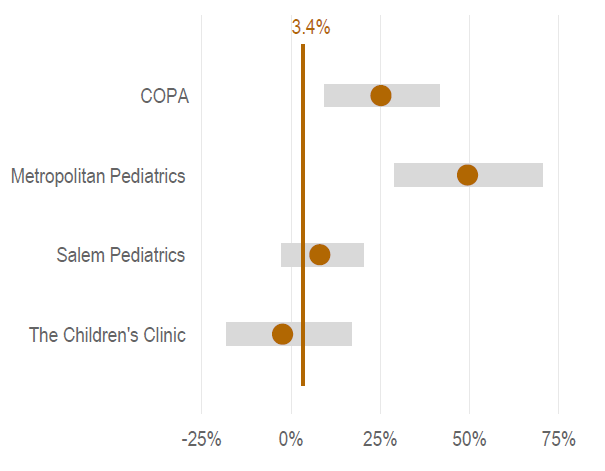 3.4%
COPA
Metropolitan Pediatrics
Salem Pediatrics
The Children's Clinic
-25% 0% 25% 50% 75%